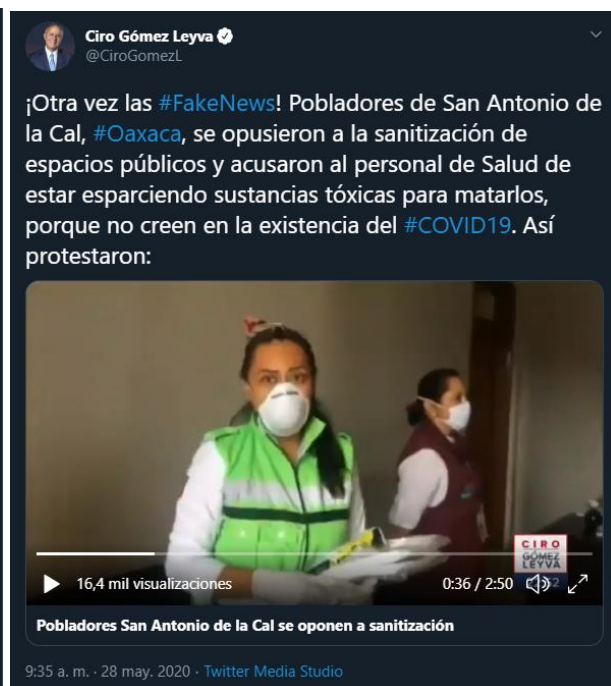 Ciro Gómez Leyva
@CiroGomezL
¡Otra vez las #FakeNews! Pobladores de San Antonio de
la Cal, #Oaxaca, se opusieron a la sanitización de
espacios públicos y acusaron al personal de Salud de
estar esparciendo sustancias tóxicas para matarlos,
porque no creen en la existencia del #COVID19. Así
protestaron:
CIRO
GÓMEZ
LEYVA
16,4 mil visualizaciones
0:36 / 2:50
Pobladores San Antonio de la Cal se oponen a sanitización
9:35 a. m. · 28 may. 2020 · Twitter Media Studio